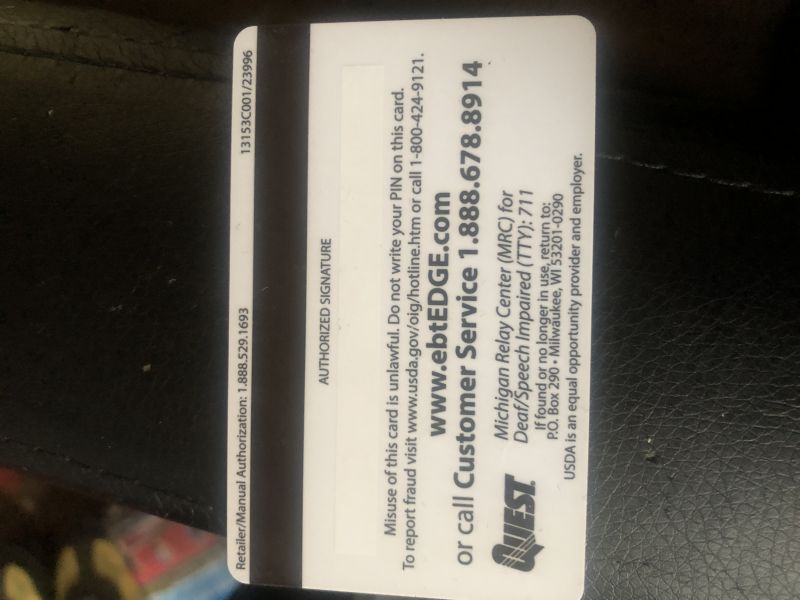 Retailer/Manual Authorization: 1.888.529.1693 13153C001/23996
AUTHORIZED SIGNATURE
Misuse of this card is unlawful. Do not write your PIN on this card.
To report fraud visit www.usda.gov/oig/hotline.htm or call 1-800-424-9121.
www.ebtEDGE.com
or call Customer Service 1.888.678.8914
QUEST.
Michigan Relay Center (MRC) for
Deaf/Speech Impaired (TTY): 711
If found or no longer in use, return to:
P.O. Box 290 • Milwaukee, WI 53201-0290
USDA is an equal opportunity provider and employer.